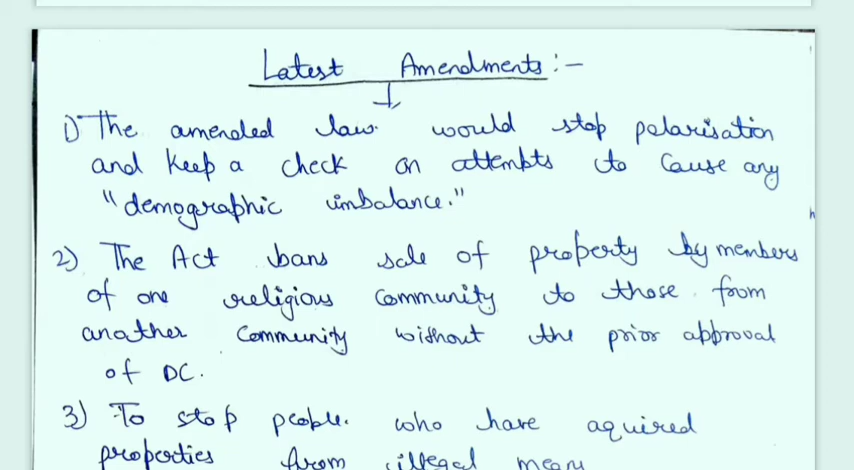 Latest Amendments :-
1) The amended law would stop polarisation
and keep a check on attempts to cause any
"demographic imbalance."
2) The Act bans sale of property by members
of one religious community to those from
another community without the prior approval
of DC.
3) To stop people who have aquired
properties from illegal means